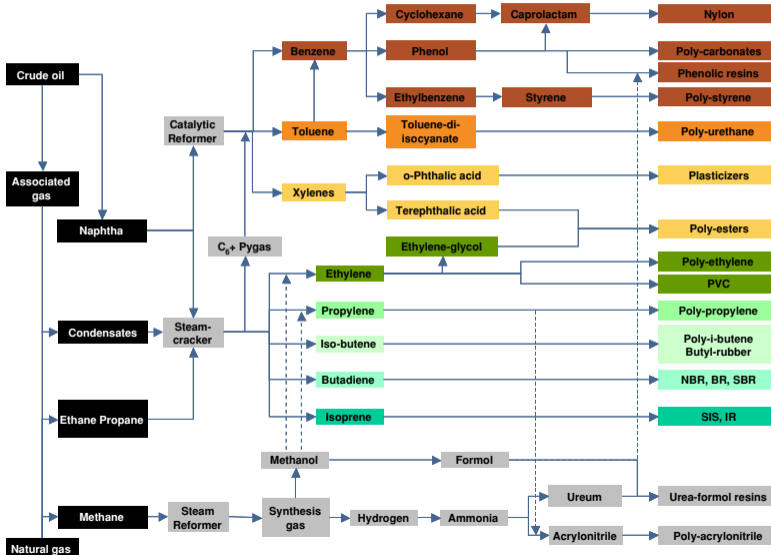 Cyclohexane
Caprolactam
Nylon
Benzene
Phenol
Poly-carbonates
Crude oil
Phenolic resins
Ethylbenzene
Styrene
Poly-styrene
Catalytic
Reformer
Toluene
Toluene-di-
isocyanate
Poly-urethane
Associated
gas
o-Phthalic acid
Plasticizers
Xylenes
Terephthalic acid
Naphtha
Poly-esters
C6+ Pygas
Ethylene-glycol
Poly-ethylene
Ethylene
PVC
Propylene
Poly-propylene
Condensates
Steam-
cracker
Iso-butene
Poly-i-butene
Butyl-rubber
Butadiene
NBR, BR, SBR
Ethane Propane
Isoprene
SIS, IR
Methanol
Formol
Ureum
Urea-formol resins
Methane
Steam
Reformer
Synthesis
gas
Hydrogen
Ammonia
Acrylonitrile
Poly-acrylonitrile
Natural gas